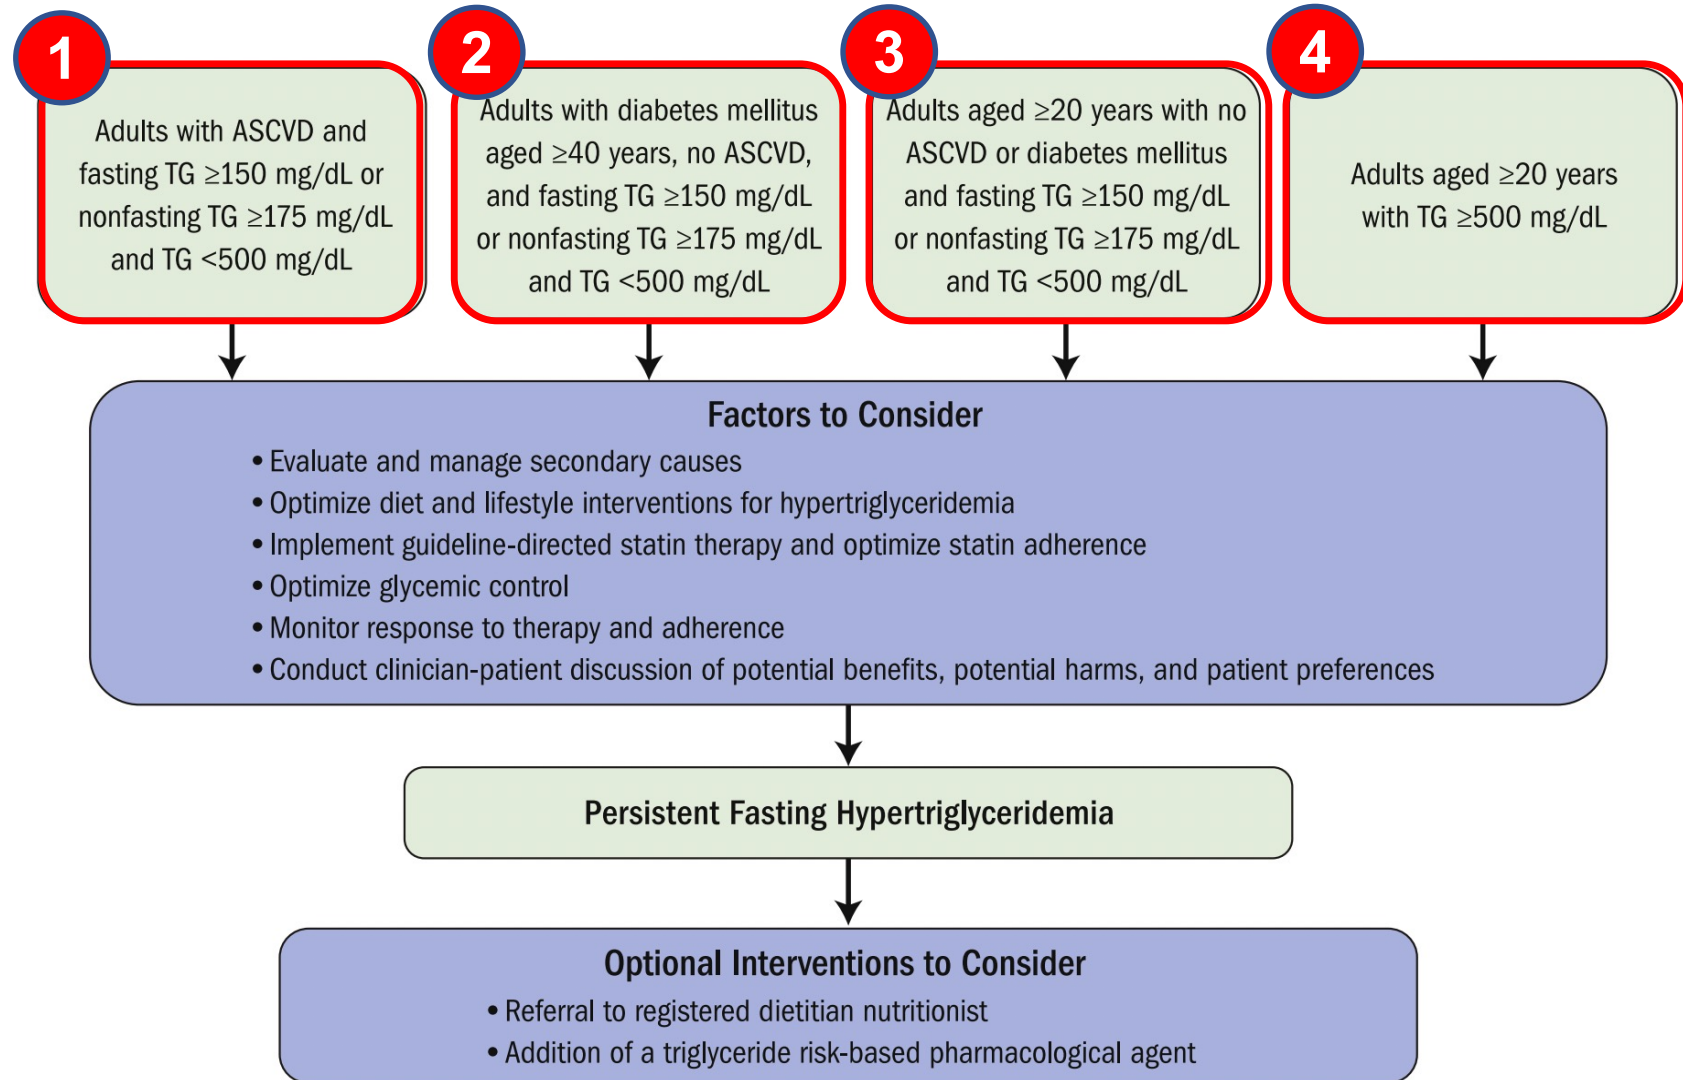 1
Adults with ASCVD and
fasting TG ≥150 mg/dL or
nonfasting TG ≥175 mg/dL
and TG <500 mg/dL
2
Adults with diabetes mellitus
aged ≥40 years, no ASCVD,
and fasting TG ≥150 mg/dL
or nonfasting TG ≥175 mg/dL
and TG <500 mg/dL
3
Adults aged ≥20 years with no
ASCVD or diabetes mellitus
and fasting TG ≥150 mg/dL
or nonfasting TG ≥175 mg/dL
and TG <500 mg/dL
4
Adults aged ≥20 years
with TG ≥500 mg/dL
Factors to Consider
• Evaluate and manage secondary causes
• Optimize diet and lifestyle interventions for hypertriglyceridemia
• Implement guideline-directed statin therapy and optimize statin adherence
• Optimize glycemic control
• Monitor response to therapy and adherence
• Conduct clinician-patient discussion of potential benefits, potential harms, and patient preferences
Persistent Fasting Hypertriglyceridemia
Optional Interventions to Consider
• Referral to registered dietitian nutritionist
• Addition of a triglyceride risk-based pharmacological agent